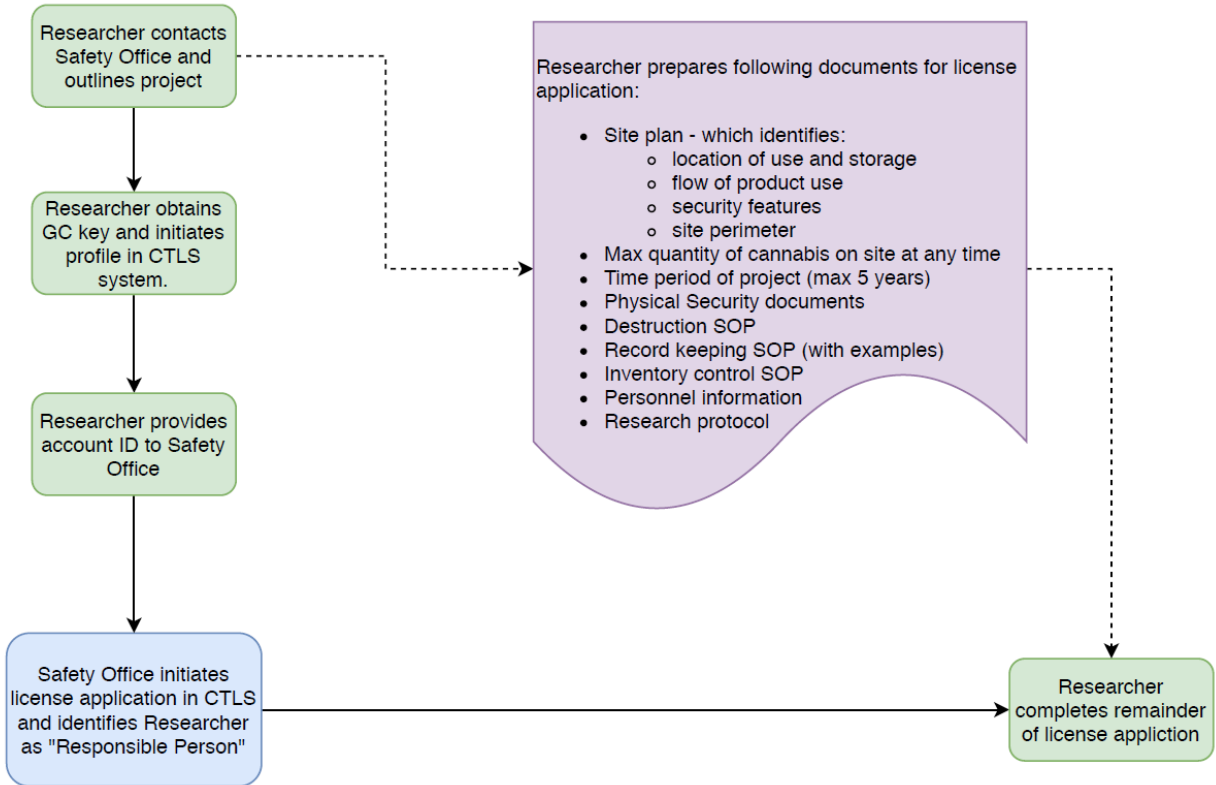 Researcher contacts
Safety Office and
outlines project
Researcher obtains
GC key and initiates
profile in CTLS
system.
Researcher provides
account ID to Safety
Office
Safety Office initiates
license application in CTLS
and identifies Researcher
as "Responsible Person"
Researcher prepares following documents for license
application:
Site plan - which identifies:
location of use and storage
flow of product use
security features
site perimeter
Max quantity of cannabis on site at any time
Time period of project (max 5 years)
Physical Security documents
Destruction SOP
Record keeping SOP (with examples)
Inventory control SOP
Personnel information
Research protocol
Researcher
completes remainder
of license appliction